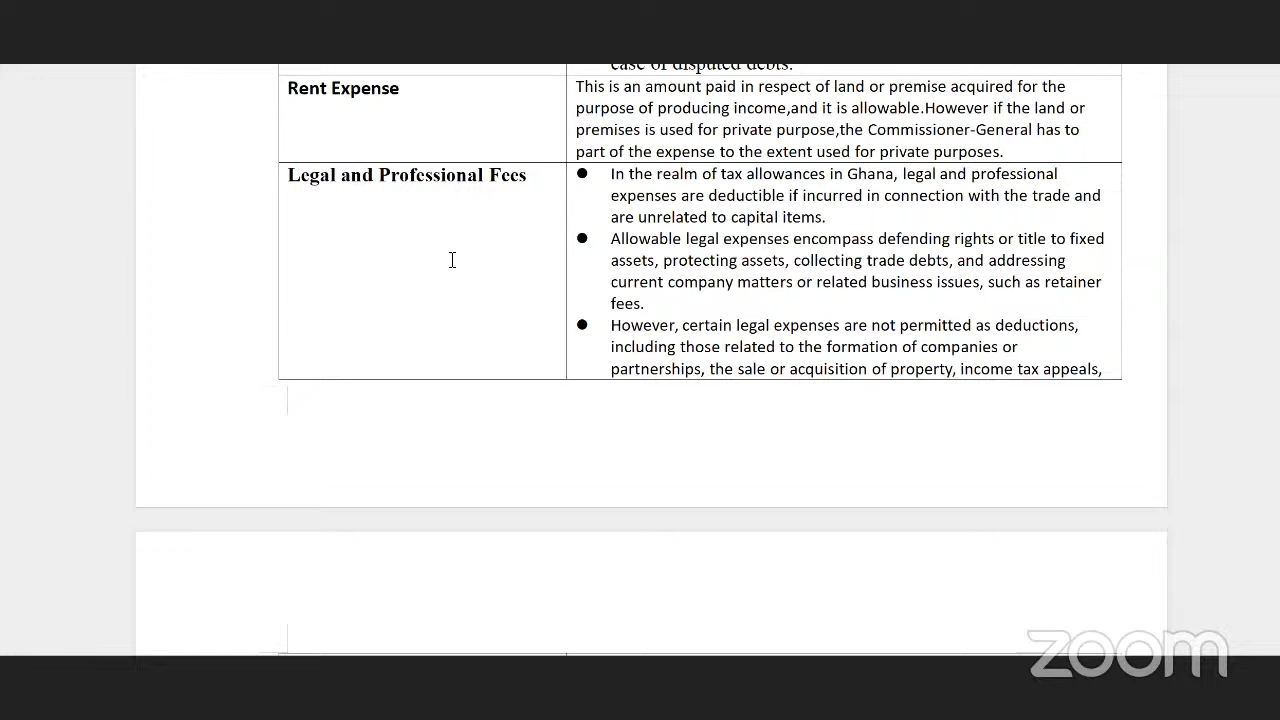 case of disputed debts.
Rent Expense
This is an amount paid in respect of land or premise acquired for the
purpose of producing income,and it is allowable.However if the land or
premises is used for private purpose,the Commissioner-General has to
part of the expense to the extent used for private purposes.
Legal and Professional Fees
● In the realm of tax allowances in Ghana, legal and professional
expenses are deductible if incurred in connection with the trade and
are unrelated to capital items.
● Allowable legal expenses encompass defending rights or title to fixed
assets, protecting assets, collecting trade debts, and addressing
current company matters or related business issues, such as retainer
fees.
● However, certain legal expenses are not permitted as deductions,
including those related to the formation of companies or
partnerships, the sale or acquisition of property, income tax appeals,
zoom